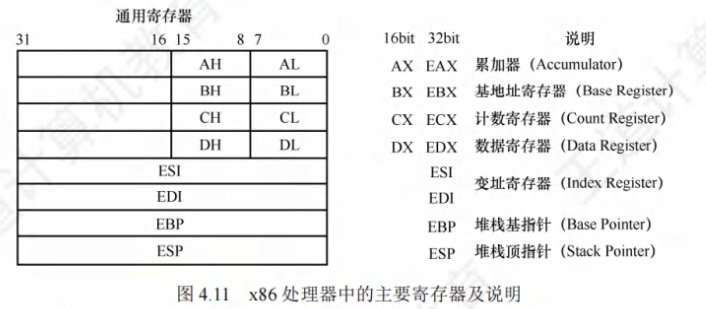 通用寄存器
31 16 15 8 7 0
16bit 32bit 说明
AH AL
AX EAX 累加器（Accumulator）
BH BL
BX EBX 基地址寄存器（Base Register）
CH CL
CX ECX 计数寄存器（Count Register）
DH DL
DX EDX 数据寄存器（Data Register）
ESI
ESI
EDI
EDI
变址寄存器（Index Register）
EBP
EBP 堆栈基指针（Base Pointer）
ESP
ESP 堆栈顶指针（Stack Pointer）
图 4.11 x86 处理器中的主要寄存器及说明